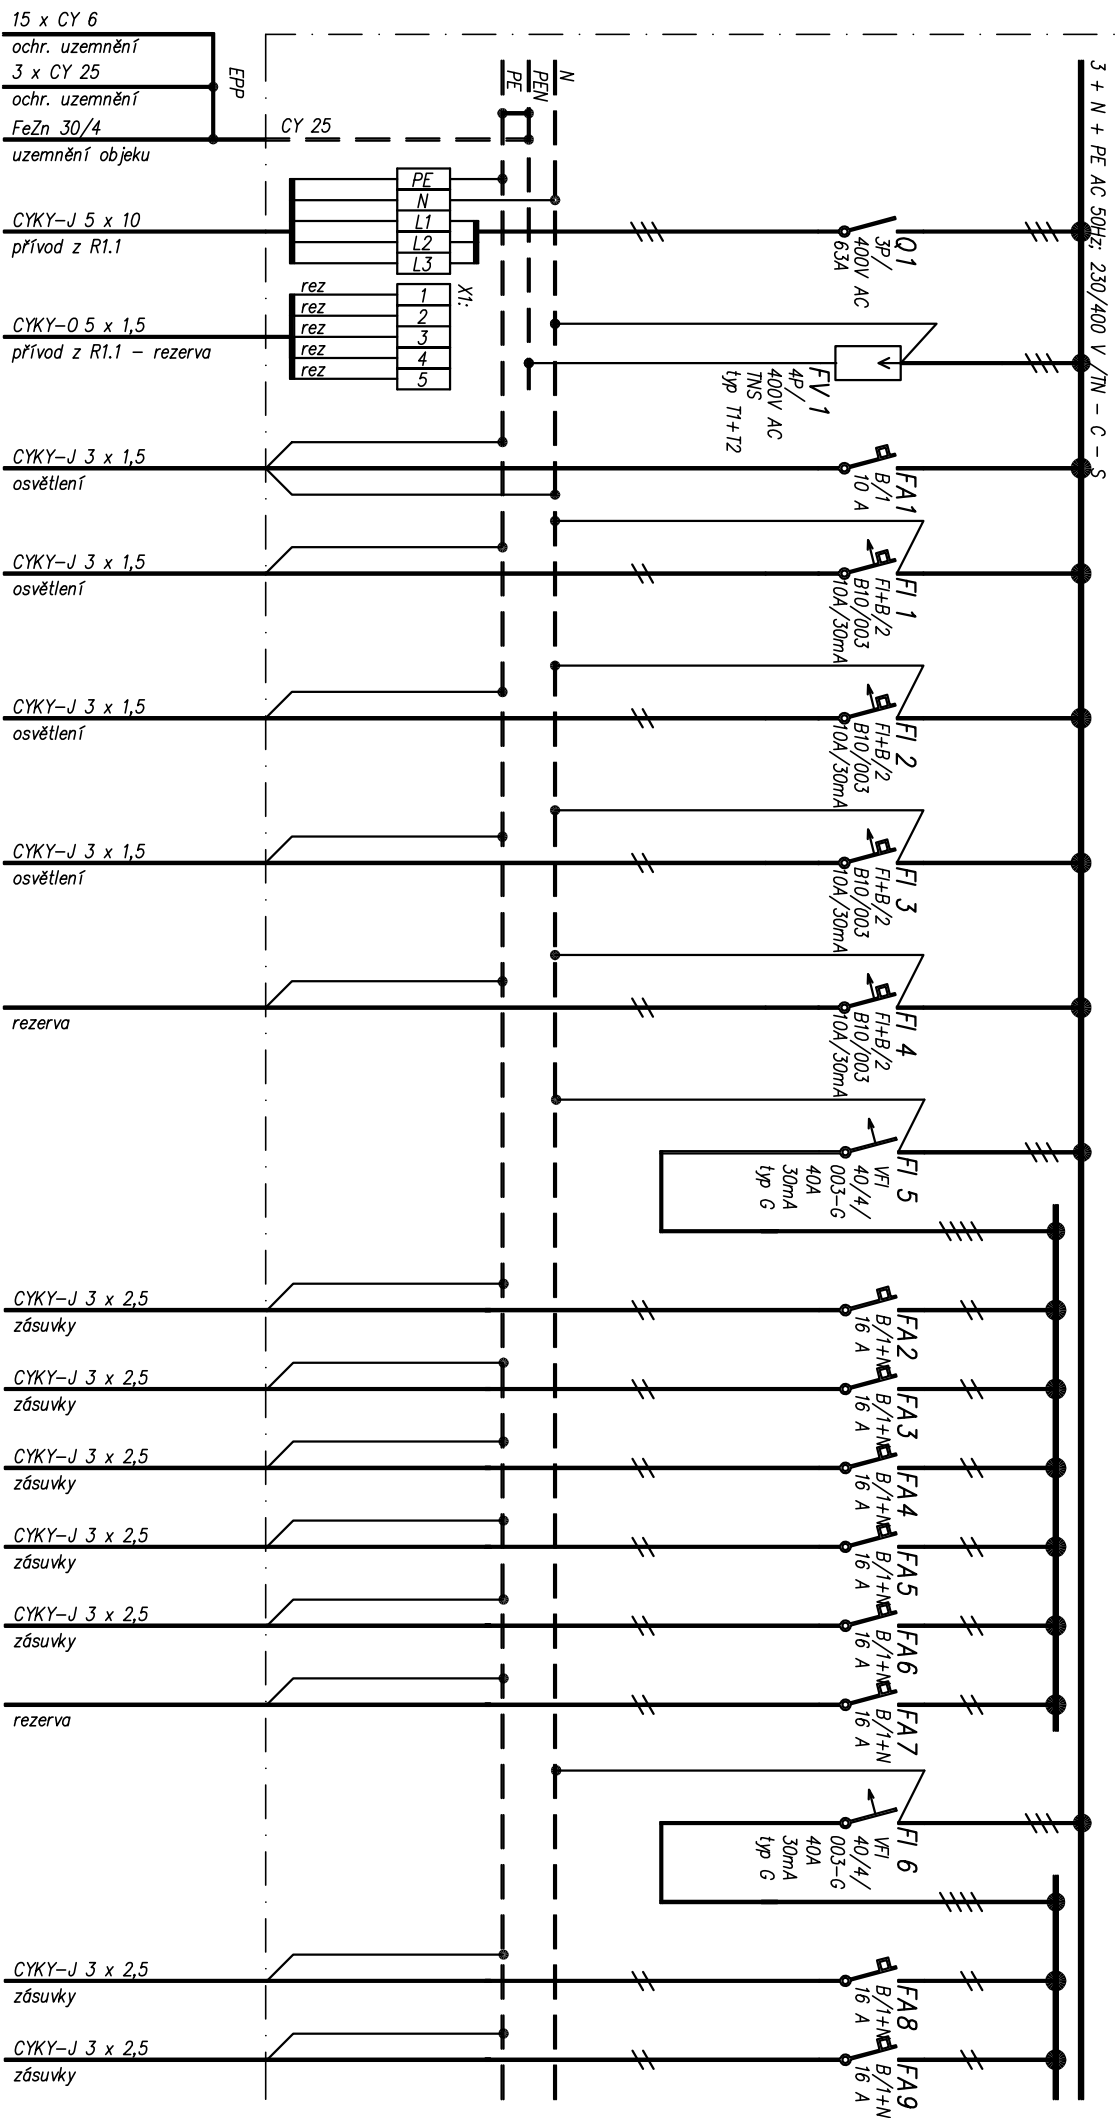 15 x CY 6
ochr. uzemnění
3 x CY 25
ochr. uzemnění
FeZn 30/4
uzemnění objeku
EPP
CY 25
PE
PEN
N
3 + N + PE AC 50Hz; 230/400 V /TN - C - S
CYKY-J 5 x 10
přívod z R1.1
PE
N
L1
L2
L3
Q1
3P/
400V AC
63A
CYKY-O 5 x 1,5
přívod z R1.1 - rezerva
rez
rez
rez
rez
rez
X1:
1
2
3
4
5
FV 1
4P/
400V AC
TNS
typ T1+T2
CYKY-J 3 x 1,5
osvětlení
FA1
B/1
10 A
CYKY-J 3 x 1,5
osvětlení
FI 1
FI+B/2
B10/003
10A/30mA
CYKY-J 3 x 1,5
osvětlení
FI 2
FI+B/2
B10/003
10A/30mA
CYKY-J 3 x 1,5
osvětlení
FI 3
FI+B/2
B10/003
10A/30mA
rezerva
FI 4
FI+B/2
B10/003
10A/30mA
FI 5
VFI
40/4/
003-G
40A
30mA
typ G
CYKY-J 3 x 2,5
zásuvky
FA2
B/1+N
16 A
CYKY-J 3 x 2,5
zásuvky
FA3
B/1+N
16 A
CYKY-J 3 x 2,5
zásuvky
FA4
B/1+N
16 A
CYKY-J 3 x 2,5
zásuvky
FA5
B/1+N
16 A
CYKY-J 3 x 2,5
zásuvky
FA6
B/1+N
16 A
rezerva
FA7
B/1+N
16 A
FI 6
VFI
40/4/
003-G
40A
30mA
typ G
CYKY-J 3 x 2,5
zásuvky
FA8
B/1+N
16 A
CYKY-J 3 x 2,5
zásuvky
FA9
B/1+N
16 A